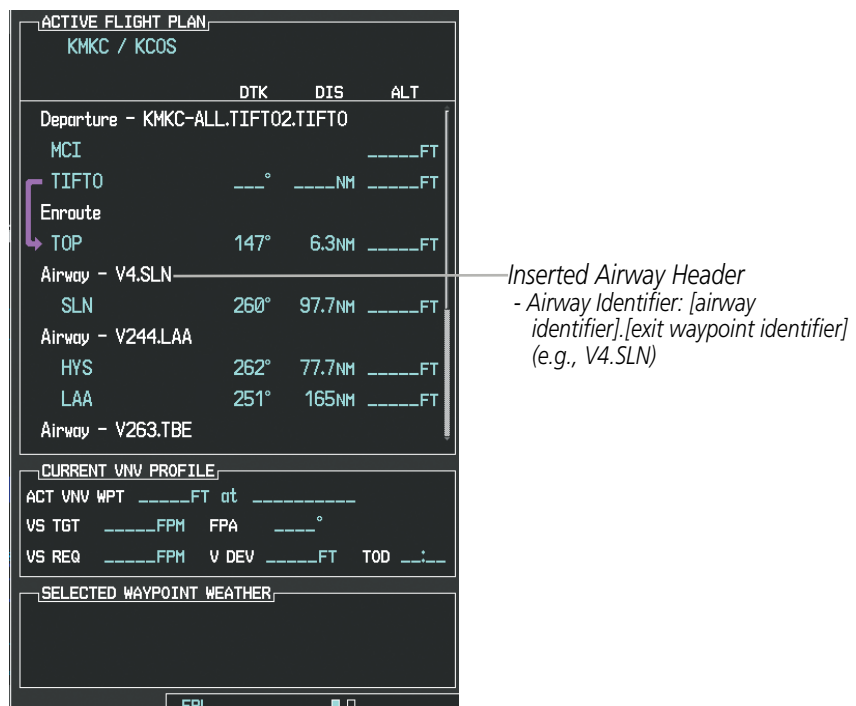 ACTIVE FLIGHT PLAN
KMKC / KCOS
DTK DIS ALT
Departure - KMKC-ALL.TIFTO2.TIFTO
MCI _____FT
TIFTO ___° ____NM _____FT
Enroute
TOP 147° 6.3NM _____FT
Airway - V4.SLN
SLN 260° 97.7NM _____FT
Airway - V244.LAA
HYS 262° 77.7NM _____FT
LAA 251° 165NM _____FT
Airway - V263.TBE
CURRENT VNV PROFILE
ACT VNV WPT _____FT at __________
VS TGT _____FPM FPA ____°
VS REQ _____FPM V DEV _____FT TOD __:__
SELECTED WAYPOINT WEATHER
Inserted Airway Header
- Airway Identifier: [airway
identifier].[exit waypoint identifier]
(e.g., V4.SLN)